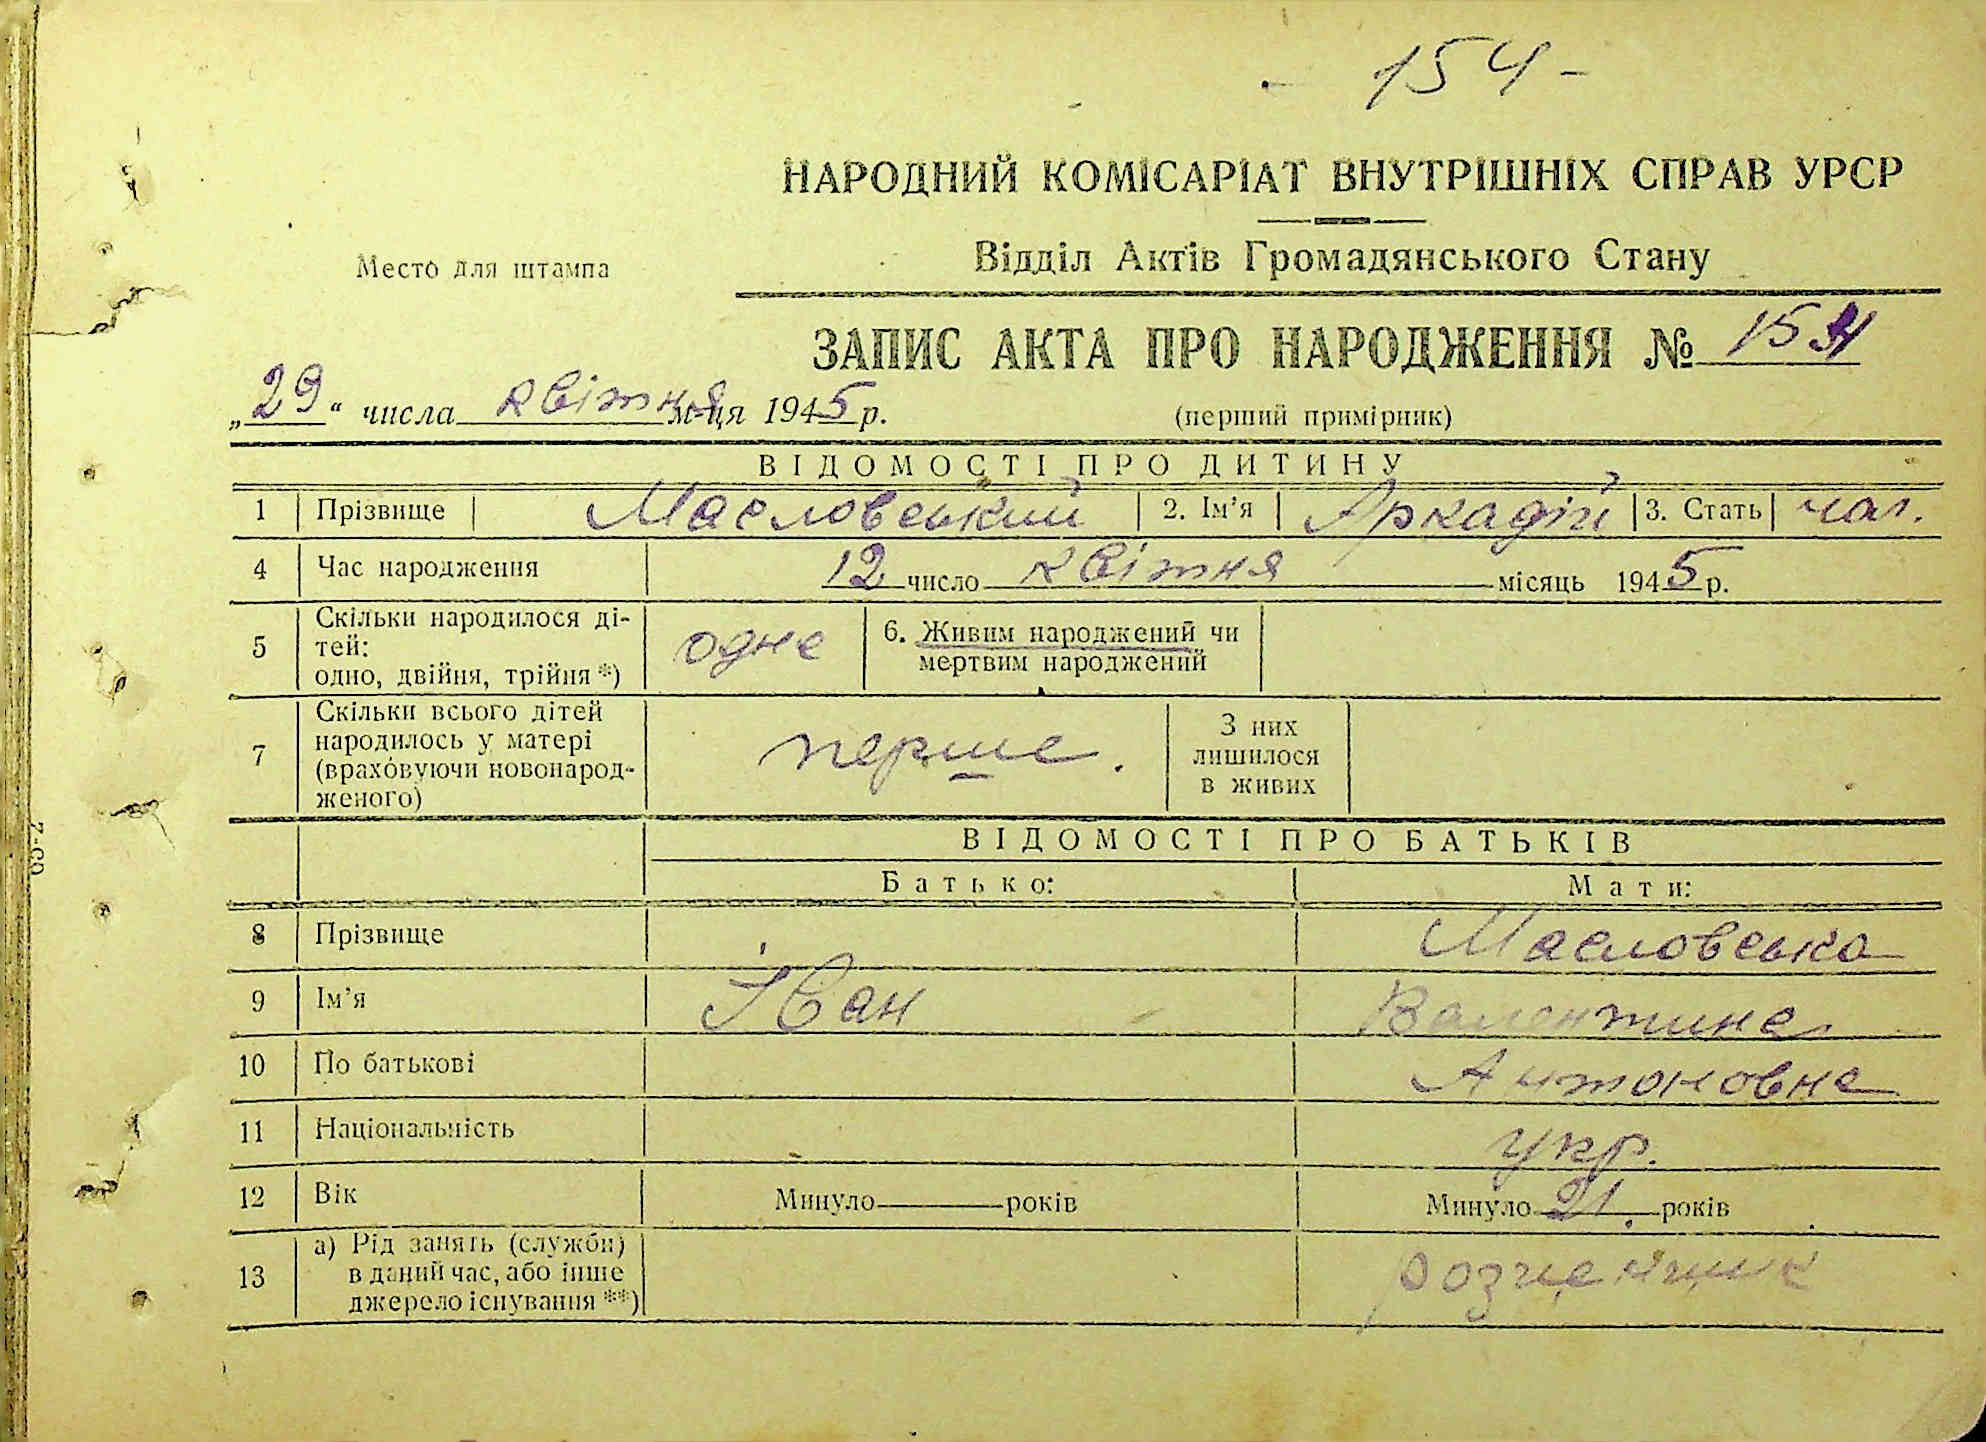 - 154 -
НАРОДНИЙ КОМІСАРІАТ ВНУТРІШНІХ СПРАВ УРСР
Место для штампа
Відділ Актів Громадянського Стану
ЗАПИС АКТА ПРО НАРОДЖЕННЯ № 154
„29“ числа квітня м-ця 1945 р.
(перший примірник)
ВІДОМОСТІ ПРО ДИТИНУ
1 Прізвище Масловський 2. Ім’я Аркадій 3. Стать чол.
4 Час народження 12 число квітня місяць 1945 р.
5 Скільки народилося ді-
тей:
одно, двійня, трійня *)
одне
6. Живим народжений чи
мертвим народжений
7 Скільки всього дітей
народилось у матері
(враховуючи новонарод-
женого)
перше.
З них
лишилося
в живих
ВІДОМОСТІ ПРО БАТЬКІВ
Батько: Мати:
8 Прізвище Масловська
9 Ім’я Іван Валентина
10 По батькові Антоновна
11 Національність укр.
12 Вік Минуло років Минуло 21. років
13 а) Рід занять (служби)
в даний час, або інше
джерело існування **)
розценщик